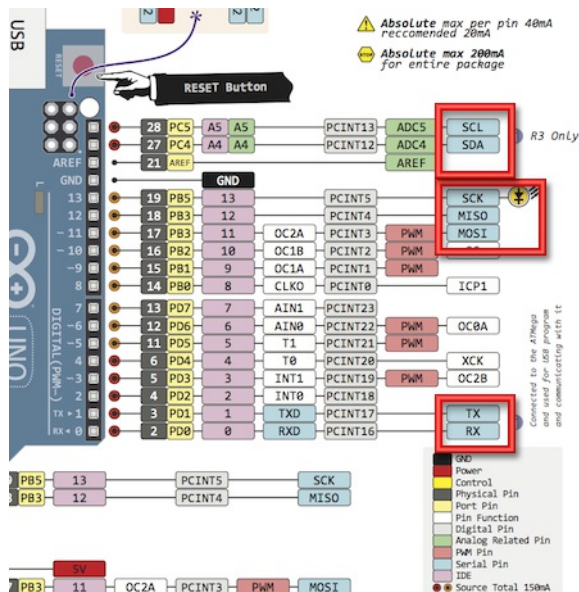 Absolute max per pin 40mA
reccomended 20mA
Absolute max 200mA
for entire package
USB
RESET
RESET Button
28 PC5 A5 A5 PCINT13 ADC5 SCL
R3 Only
27 PC4 A4 A4 PCINT12 ADC4 SDA
AREF 21 AREF AREF
GND GND
L
13 19 PB5 13 PCINT5 SCK
12 18 PB3 12 PCINT4 MISO
~11 17 PB3 11 OC2A PCINT3 PWM MOSI
~10 16 PB2 10 OC1B PCINT2 PWM
~9 15 PB1 9 OC1A PCINT1 PWM
8 14 PB0 8 CLKO PCINT0 ICP1
7 13 PD7 7 AIN1 PCINT23
~6 12 PD6 6 AIN0 PCINT22 PWM OC0A
~5 11 PD5 5 T1 PCINT21 PWM
4 6 PD4 4 T0 PCINT20 XCK
~3 5 PD3 3 INT1 PCINT19 PWM OC2B
2 4 PD2 2 INT0 PCINT18
TX ▸ 1 3 PD1 1 TXD PCINT17 TX
RX ◂ 0 2 PD0 0 RXD PCINT16 RX
DIGITAL (PWM~)
UNO
Connected to the ATMega
and used for USB program
and communicating with it
GND
Power
Control
Physical Pin
Port Pin
Pin Function
Digital Pin
Analog Related Pin
PWM Pin
Serial Pin
IDE
Source Total 150mA
PB5 13 PCINT5 SCK
PB3 12 PCINT4 MISO
5V
PB3 11 OC2A PCINT3 PWM MOSI